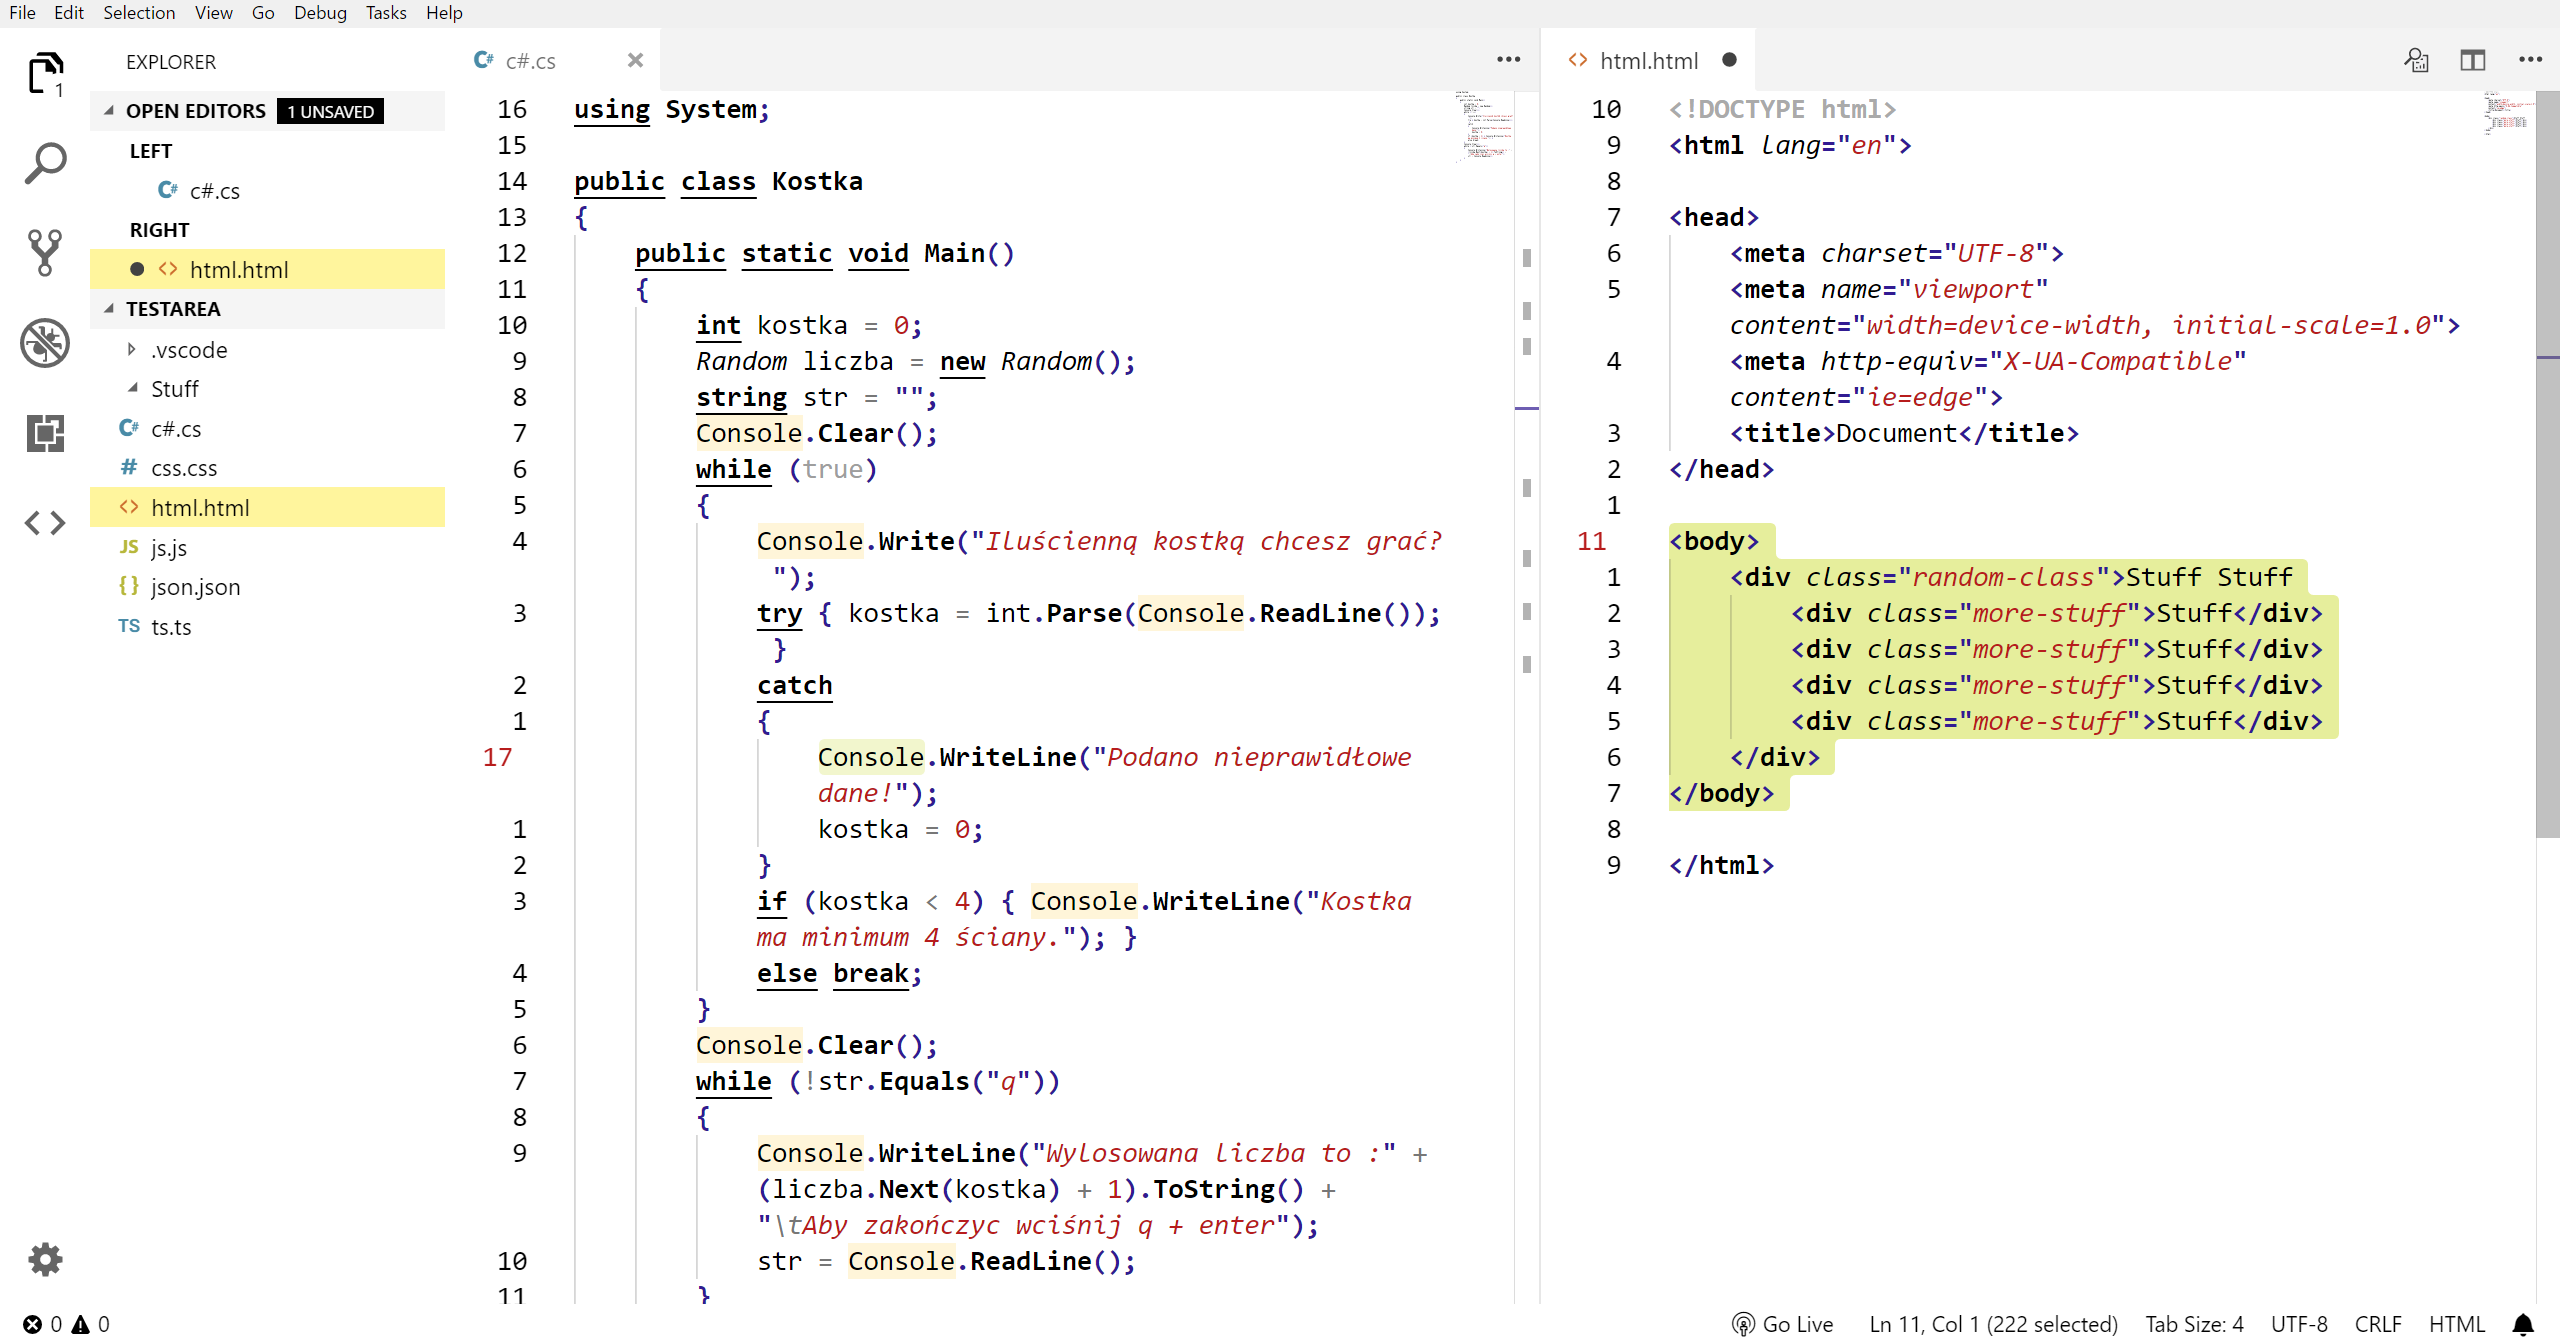 File Edit Selection View Go Debug Tasks Help
1
EXPLORER
OPEN EDITORS 1 UNSAVED
LEFT
C# c#.cs
RIGHT
<> html.html
TESTAREA
.vscode
Stuff
C# c#.cs
# css.css
<> html.html
JS js.js
{} json.json
TS ts.ts
C# c#.cs
16 using System;
15
14 public class Kostka
13 {
12 public static void Main()
11 {
10 int kostka = 0;
9 Random liczba = new Random();
8 string str = "";
7 Console.Clear();
6 while (true)
5 {
4 Console.Write("Iluścienną kostką chcesz grać?
");
3 try { kostka = int.Parse(Console.ReadLine());
}
2 catch
1 {
17 Console.WriteLine("Podano nieprawidłowe
dane!");
1 kostka = 0;
2 }
3 if (kostka < 4) { Console.WriteLine("Kostka
ma minimum 4 ściany."); }
4 else break;
5 }
6 Console.Clear();
7 while (!str.Equals("q"))
8 {
9 Console.WriteLine("Wylosowana liczba to :" +
(liczba.Next(kostka) + 1).ToString() +
"\tAby zakończyc wciśnij q + enter");
10 str = Console.ReadLine();
11 }
<> html.html
10 <!DOCTYPE html>
9 <html lang="en">
8
7 <head>
6 <meta charset="UTF-8">
5 <meta name="viewport"
content="width=device-width, initial-scale=1.0">
4 <meta http-equiv="X-UA-Compatible"
content="ie=edge">
3 <title>Document</title>
2 </head>
1
11 <body>
1 <div class="random-class">Stuff Stuff
2 <div class="more-stuff">Stuff</div>
3 <div class="more-stuff">Stuff</div>
4 <div class="more-stuff">Stuff</div>
5 <div class="more-stuff">Stuff</div>
6 </div>
7 </body>
8
9 </html>
0 0
Go Live Ln 11, Col 1 (222 selected) Tab Size: 4 UTF-8 CRLF HTML